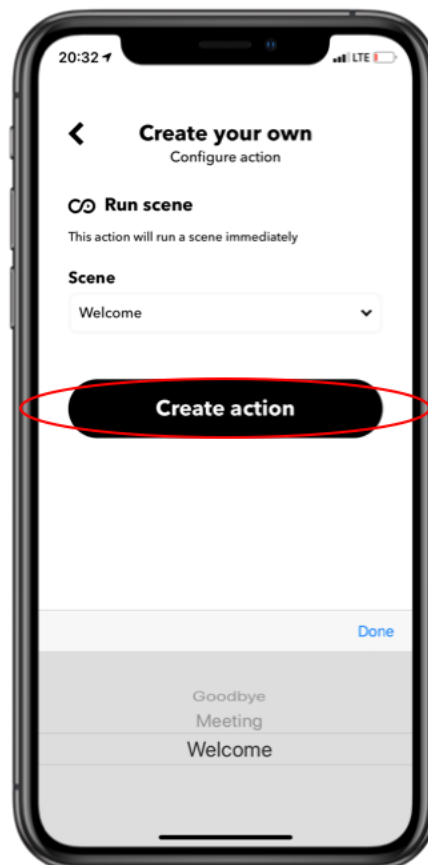 20:32
LTE
Create your own
Configure action
Run scene
This action will run a scene immediately
Scene
Welcome
Create action
Done
Goodbye
Meeting
Welcome